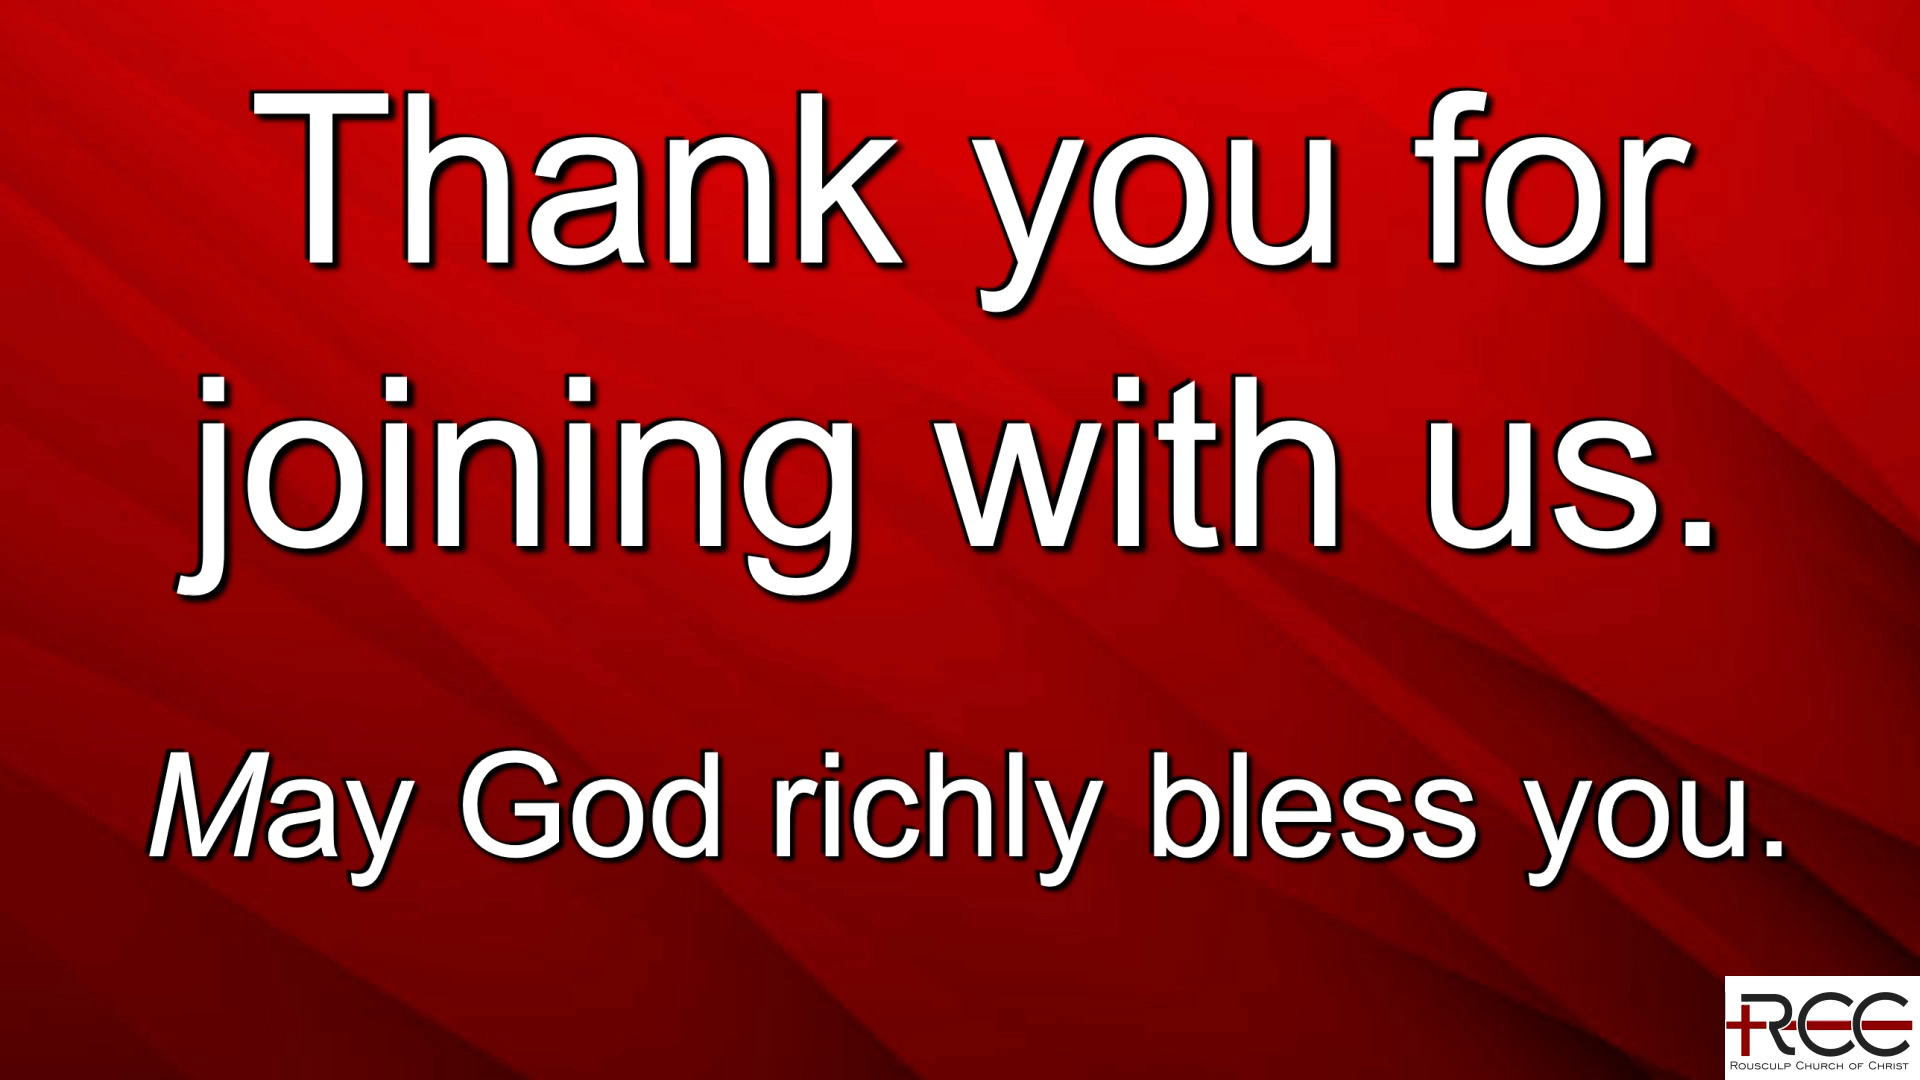 Thank you for
joining with us.
May God richly bless you.
RCC
Rousculp Church of Christ